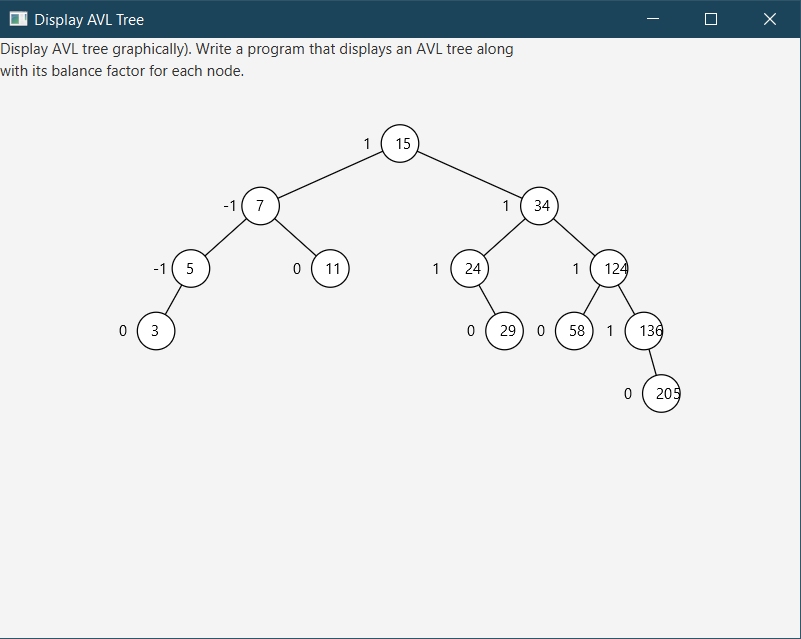 Display AVL Tree
Display AVL tree graphically). Write a program that displays an AVL tree along
with its balance factor for each node.
1 15
-1 7 1 34
-1 5 0 11 1 24 1 124
0 3 0 29 0 58 1 136
0 205